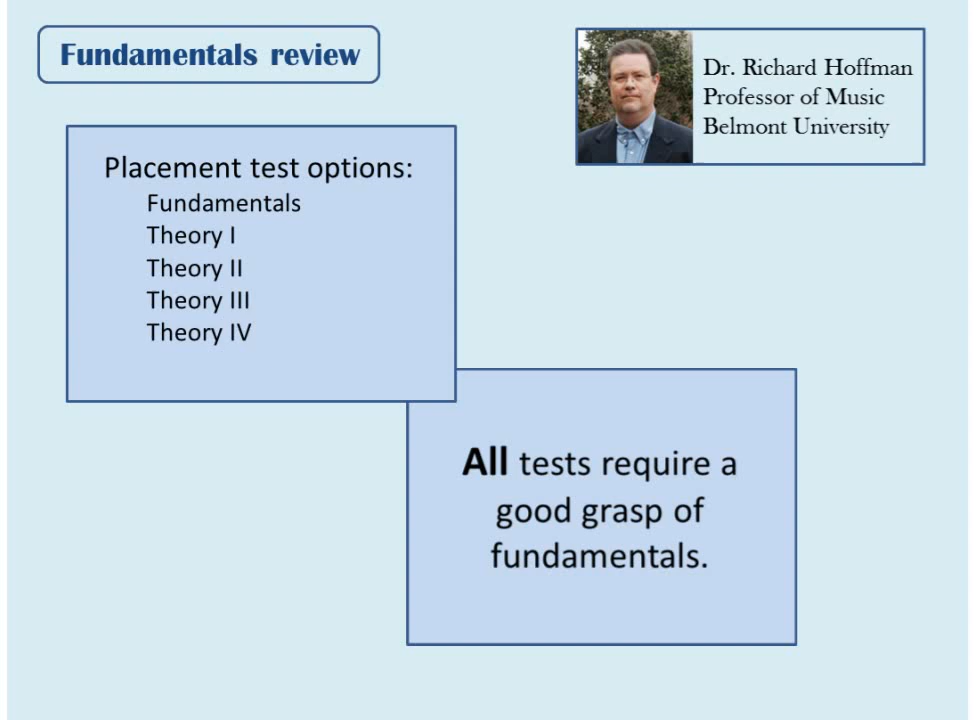 Fundamentals review
Dr. Richard Hoffman
Professor of Music
Belmont University
Placement test options:
Fundamentals
Theory I
Theory II
Theory III
Theory IV
All tests require a
good grasp of
fundamentals.